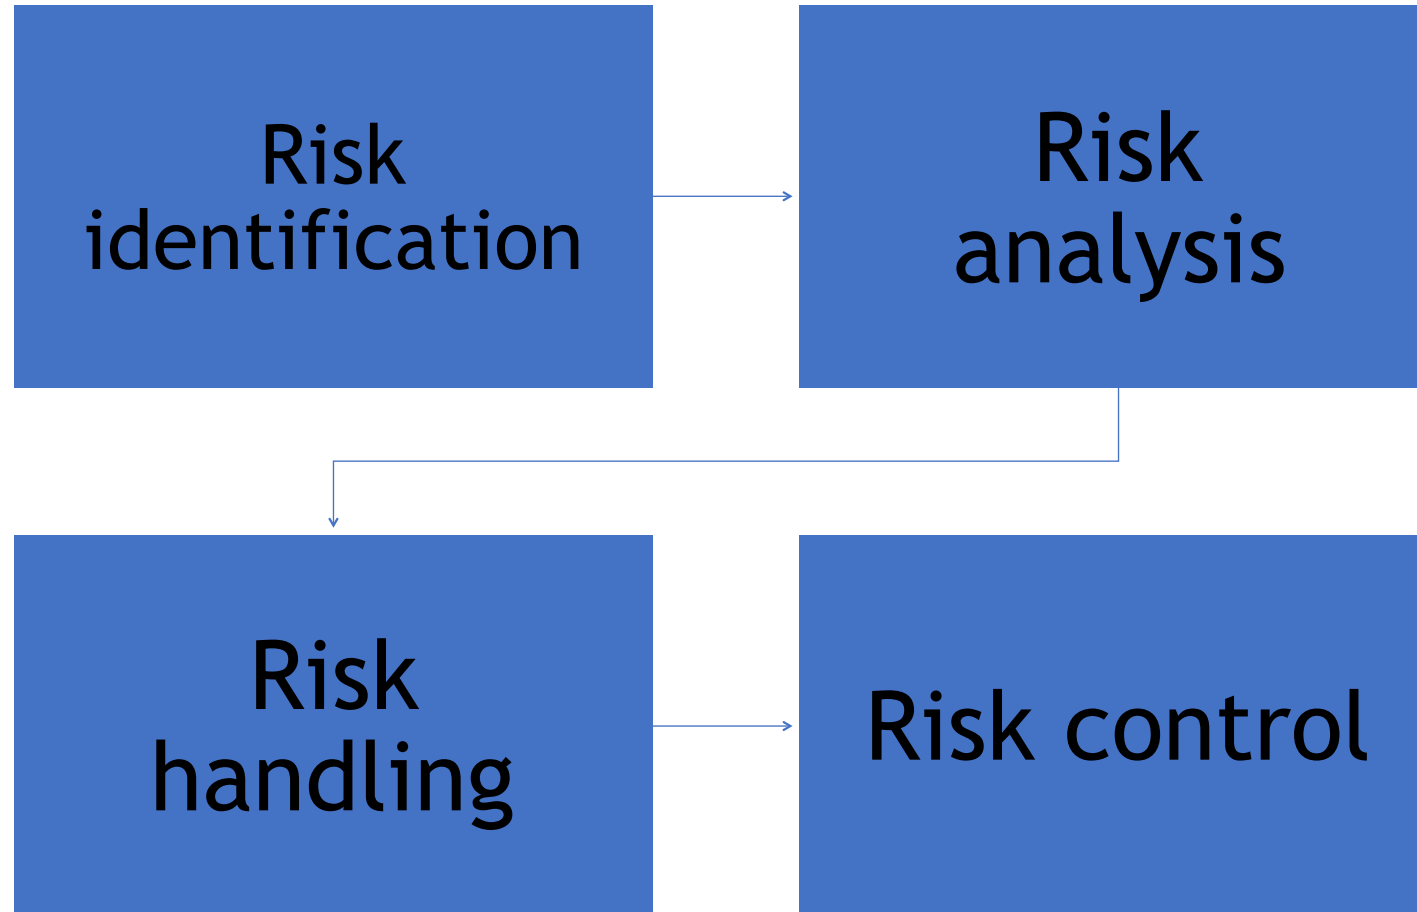 Risk
identification
Risk
analysis
Risk
handling
Risk control